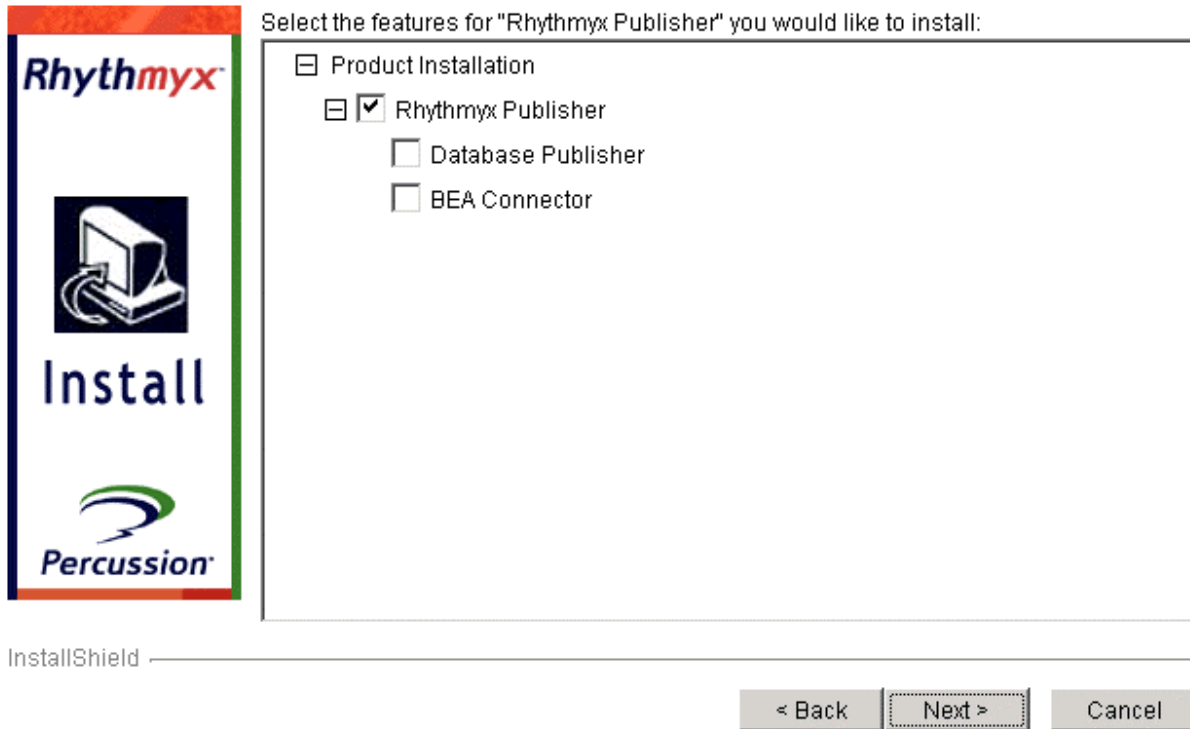 Select the features for "Rhythmyx Publisher" you would like to install:
Rhythmyx
Product Installation
Rhythmyx Publisher
Database Publisher
BEA Connector
Install
Percussion
InstallShield
< Back
Next >
Cancel